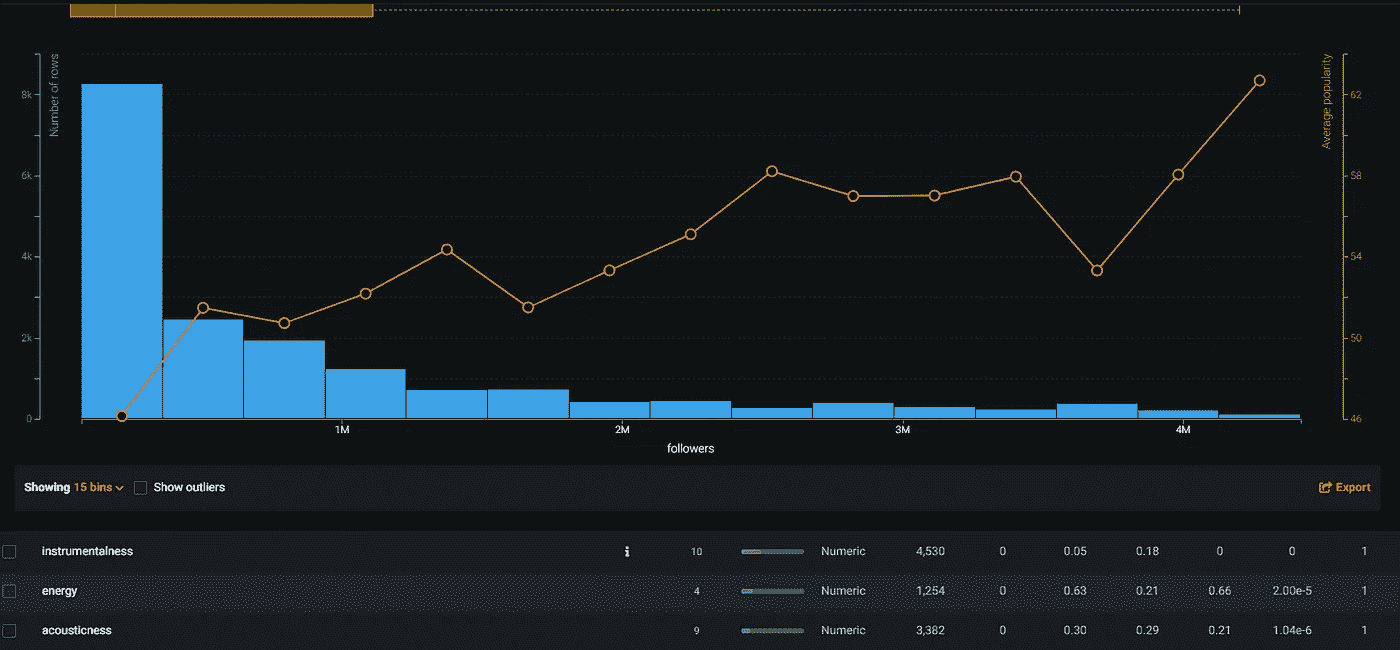 Number of rows
Average popularity
8k
62
6k
58
4k
54
2k
50
0
46
1M 2M 3M 4M
followers
Showing 15 bins Show outliers Export
instrumentalness i 10 Numeric 4,530 0 0.05 0.18 0 0 1
energy 4 Numeric 1,254 0 0.63 0.21 0.66 2.00e-5 1
acousticness 9 Numeric 3,382 0 0.30 0.29 0.21 1.04e-6 1